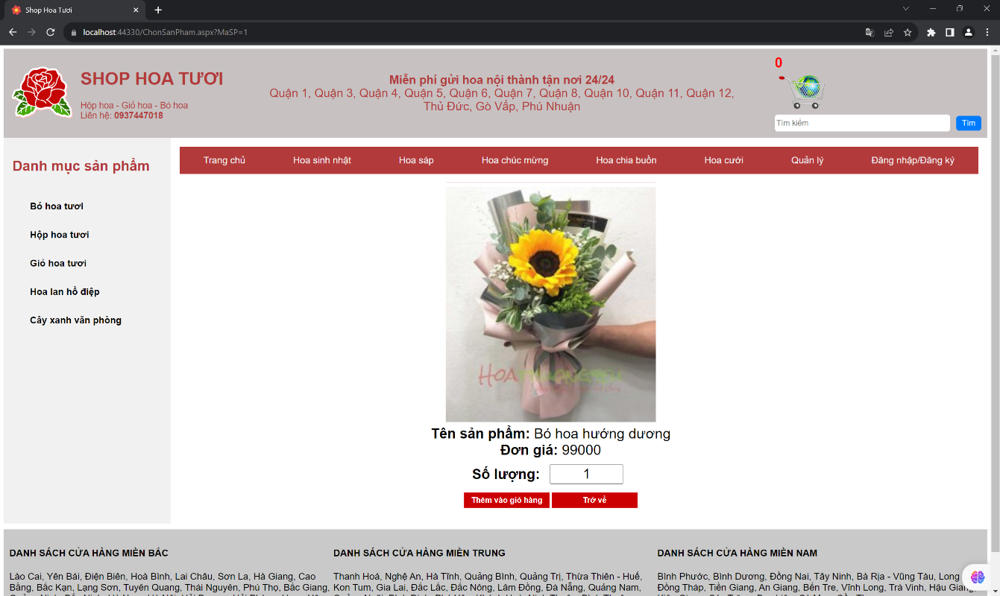 Shop Hoa Tươi
localhost:44330/ChonSanPham.aspx?MaSP=1
SHOP HOA TƯƠI
Hộp hoa - Giỏ hoa - Bó hoa
Liên hệ: 0937447018
Miễn phí gửi hoa nội thành tận nơi 24/24
Quận 1, Quận 3, Quận 4, Quận 5, Quận 6, Quận 7, Quận 8, Quận 10, Quận 11, Quận 12,
Thủ Đức, Gò Vấp, Phú Nhuận
0
Tìm kiếm
Tìm
Danh mục sản phẩm
Bó hoa tươi
Hộp hoa tươi
Giỏ hoa tươi
Hoa lan hồ điệp
Cây xanh văn phòng
Trang chủ Hoa sinh nhật Hoa sáp Hoa chúc mừng Hoa chia buồn Hoa cưới Quản lý Đăng nhập/Đăng ký
Tên sản phẩm: Bó hoa hướng dương
Đơn giá: 99000
Số lượng: 1
Thêm vào giỏ hàng Trở về
DANH SÁCH CỬA HÀNG MIỀN BẮC
Lào Cai, Yên Bái, Điện Biên, Hoà Bình, Lai Châu, Sơn La, Hà Giang, Cao
Bằng, Bắc Kạn, Lạng Sơn, Tuyên Quang, Thái Nguyên, Phú Thọ, Bắc Giang,
DANH SÁCH CỬA HÀNG MIỀN TRUNG
Thanh Hoá, Nghệ An, Hà Tĩnh, Quảng Bình, Quảng Trị, Thừa Thiên - Huế,
Kon Tum, Gia Lai, Đắc Lắc, Đắc Nông, Lâm Đồng, Đà Nẵng, Quảng Nam,
DANH SÁCH CỬA HÀNG MIỀN NAM
Bình Phước, Bình Dương, Đồng Nai, Tây Ninh, Bà Rịa - Vũng Tàu, Long
Đồng Tháp, Tiền Giang, An Giang, Bến Tre, Vĩnh Long, Trà Vinh, Hậu Giang,